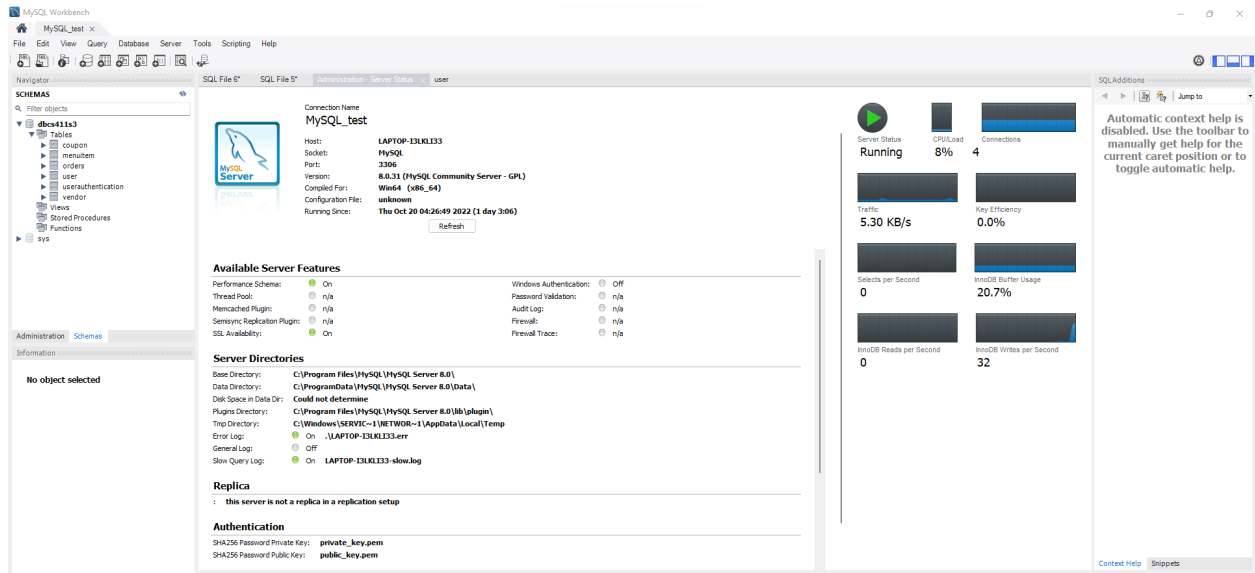 MySQL Workbench
MySQL_test ×
File Edit View Query Database Server Tools Scripting Help
Navigator
SCHEMAS
Filter objects
dbcs411s3
Tables
coupon
menuitem
orders
user
userauthentication
vendor
Views
Stored Procedures
Functions
sys
Administration Schemas
Information
No object selected
SQL File 6* SQL File 5* Administration - Server Status × user
MySQL
Server
Connection Name
MySQL_test
Host: LAPTOP-I3LKLI33
Socket: MySQL
Port: 3306
Version: 8.0.31 (MySQL Community Server - GPL)
Compiled For: Win64 (x86_64)
Configuration File: unknown
Running Since: Thu Oct 20 04:26:49 2022 (1 day 3:06)
Refresh
Available Server Features
Performance Schema: On Windows Authentication: Off
Thread Pool: n/a Password Validation: n/a
Memcached Plugin: n/a Audit Log: n/a
Semisync Replication Plugin: n/a Firewall: n/a
SSL Availability: On Firewall Trace: n/a
Server Directories
Base Directory: C:\Program Files\MySQL\MySQL Server 8.0\
Data Directory: C:\ProgramData\MySQL\MySQL Server 8.0\Data\
Disk Space in Data Dir: Could not determine
Plugins Directory: C:\Program Files\MySQL\MySQL Server 8.0\lib\plugin\
Tmp Directory: C:\Windows\SERVIC~1\NETWOR~1\AppData\Local\Temp
Error Log: On .\LAPTOP-I3LKLI33.err
General Log: Off
Slow Query Log: On LAPTOP-I3LKLI33-slow.log
Replica
: this server is not a replica in a replication setup
Authentication
SHA256 Password Private Key: private_key.pem
SHA256 Password Public Key: public_key.pem
Server Status CPU/Load Connections
Running 8% 4
Traffic Key Efficiency
5.30 KB/s 0.0%
Selects per Second InnoDB Buffer Usage
0 20.7%
InnoDB Reads per Second InnoDB Writes per Second
0 32
SQLAdditions
Jump to
Automatic context help is
disabled. Use the toolbar to
manually get help for the
current caret position or to
toggle automatic help.
Context Help Snippets